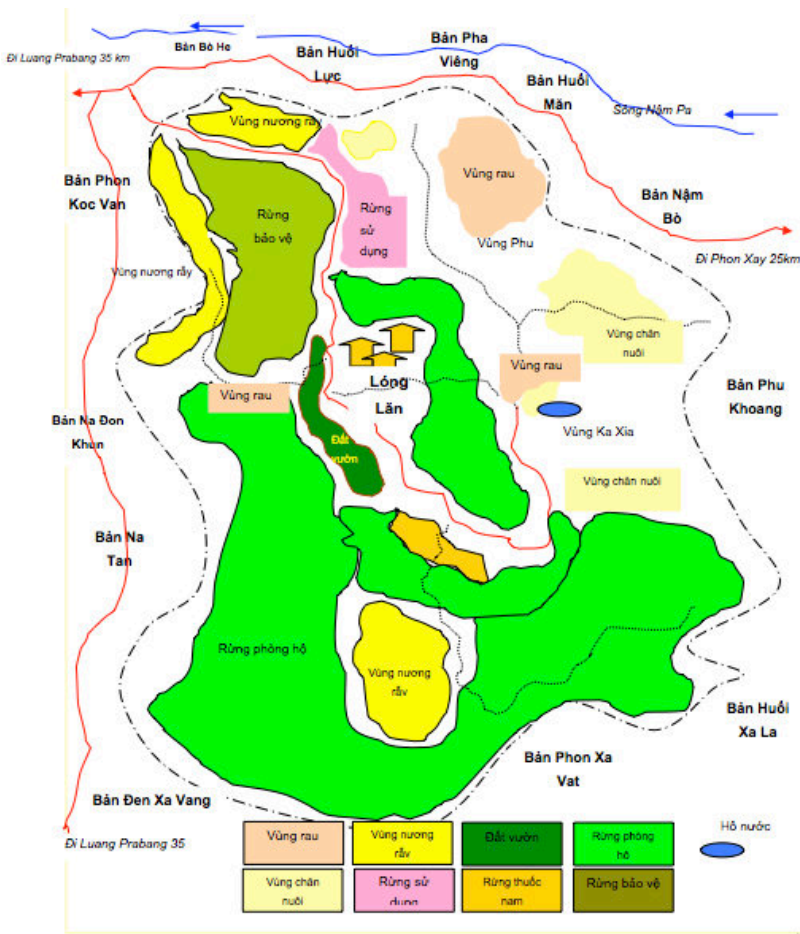 Bản Bò He
Bản Pha
Viêng
Đi Luang Prabang 35 km
Bản Huổi
Lực
Bản Huổi
Măn
Sông Nậm Pa
Vùng nương rẫy
Bản Phon
Koc Van
Rừng
bảo vệ
Rừng
sử
dụng
Vùng rau
Bản Nậm
Bò
Vùng Phu
Đi Phon Xay 25km
Vùng nương rẫy
Vùng chăn
nuôi
Lóng
Lăn
Vùng rau
Bản Phu
Khoang
Vùng rau
Bản Na Đon
Khun
Vùng Ka Xia
Đất
vườn
Vùng chăn nuôi
Bản Na
Tan
Rừng phòng hộ
Vùng nương
rẫy
Bản Huổi
Xa La
Bản Phon Xa
Vat
Bản Đen Xa Vang
Đi Luang Prabang 35
Vùng rau
Vùng nương
rẫy
Đất vườn
Rừng phòng
hộ
Hồ nước
Vùng chăn
nuôi
Rừng sử
dụng
Rừng thuốc
nam
Rừng bảo vệ